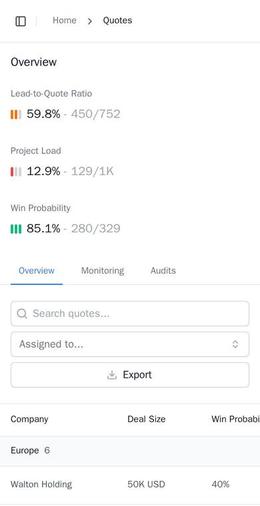 Home > Quotes
Overview
Lead-to-Quote Ratio
59.8% - 450/752
Project Load
12.9% - 129/1K
Win Probability
85.1% - 280/329
Overview Monitoring Audits
Search quotes...
Assigned to...
Export
Company Deal Size Win Probabi
Europe 6
Walton Holding 50K USD 40%